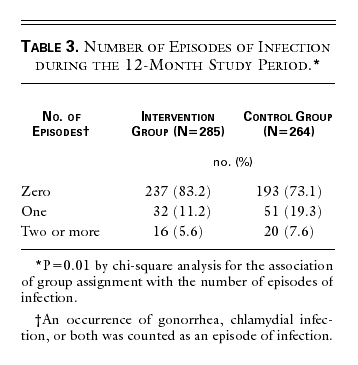 TABLE 3. NUMBER OF EPISODES OF INFECTION
DURING THE 12-MONTH STUDY PERIOD.*
NO. OF
EPISODES†
INTERVENTION
GROUP (N=285)
CONTROL GROUP
(N=264)
no. (%)
Zero 237 (83.2) 193 (73.1)
One 32 (11.2) 51 (19.3)
Two or more 16 (5.6) 20 (7.6)
*P=0.01 by chi-square analysis for the association
of group assignment with the number of episodes of
infection.
†An occurrence of gonorrhea, chlamydial infec-
tion, or both was counted as an episode of infection.